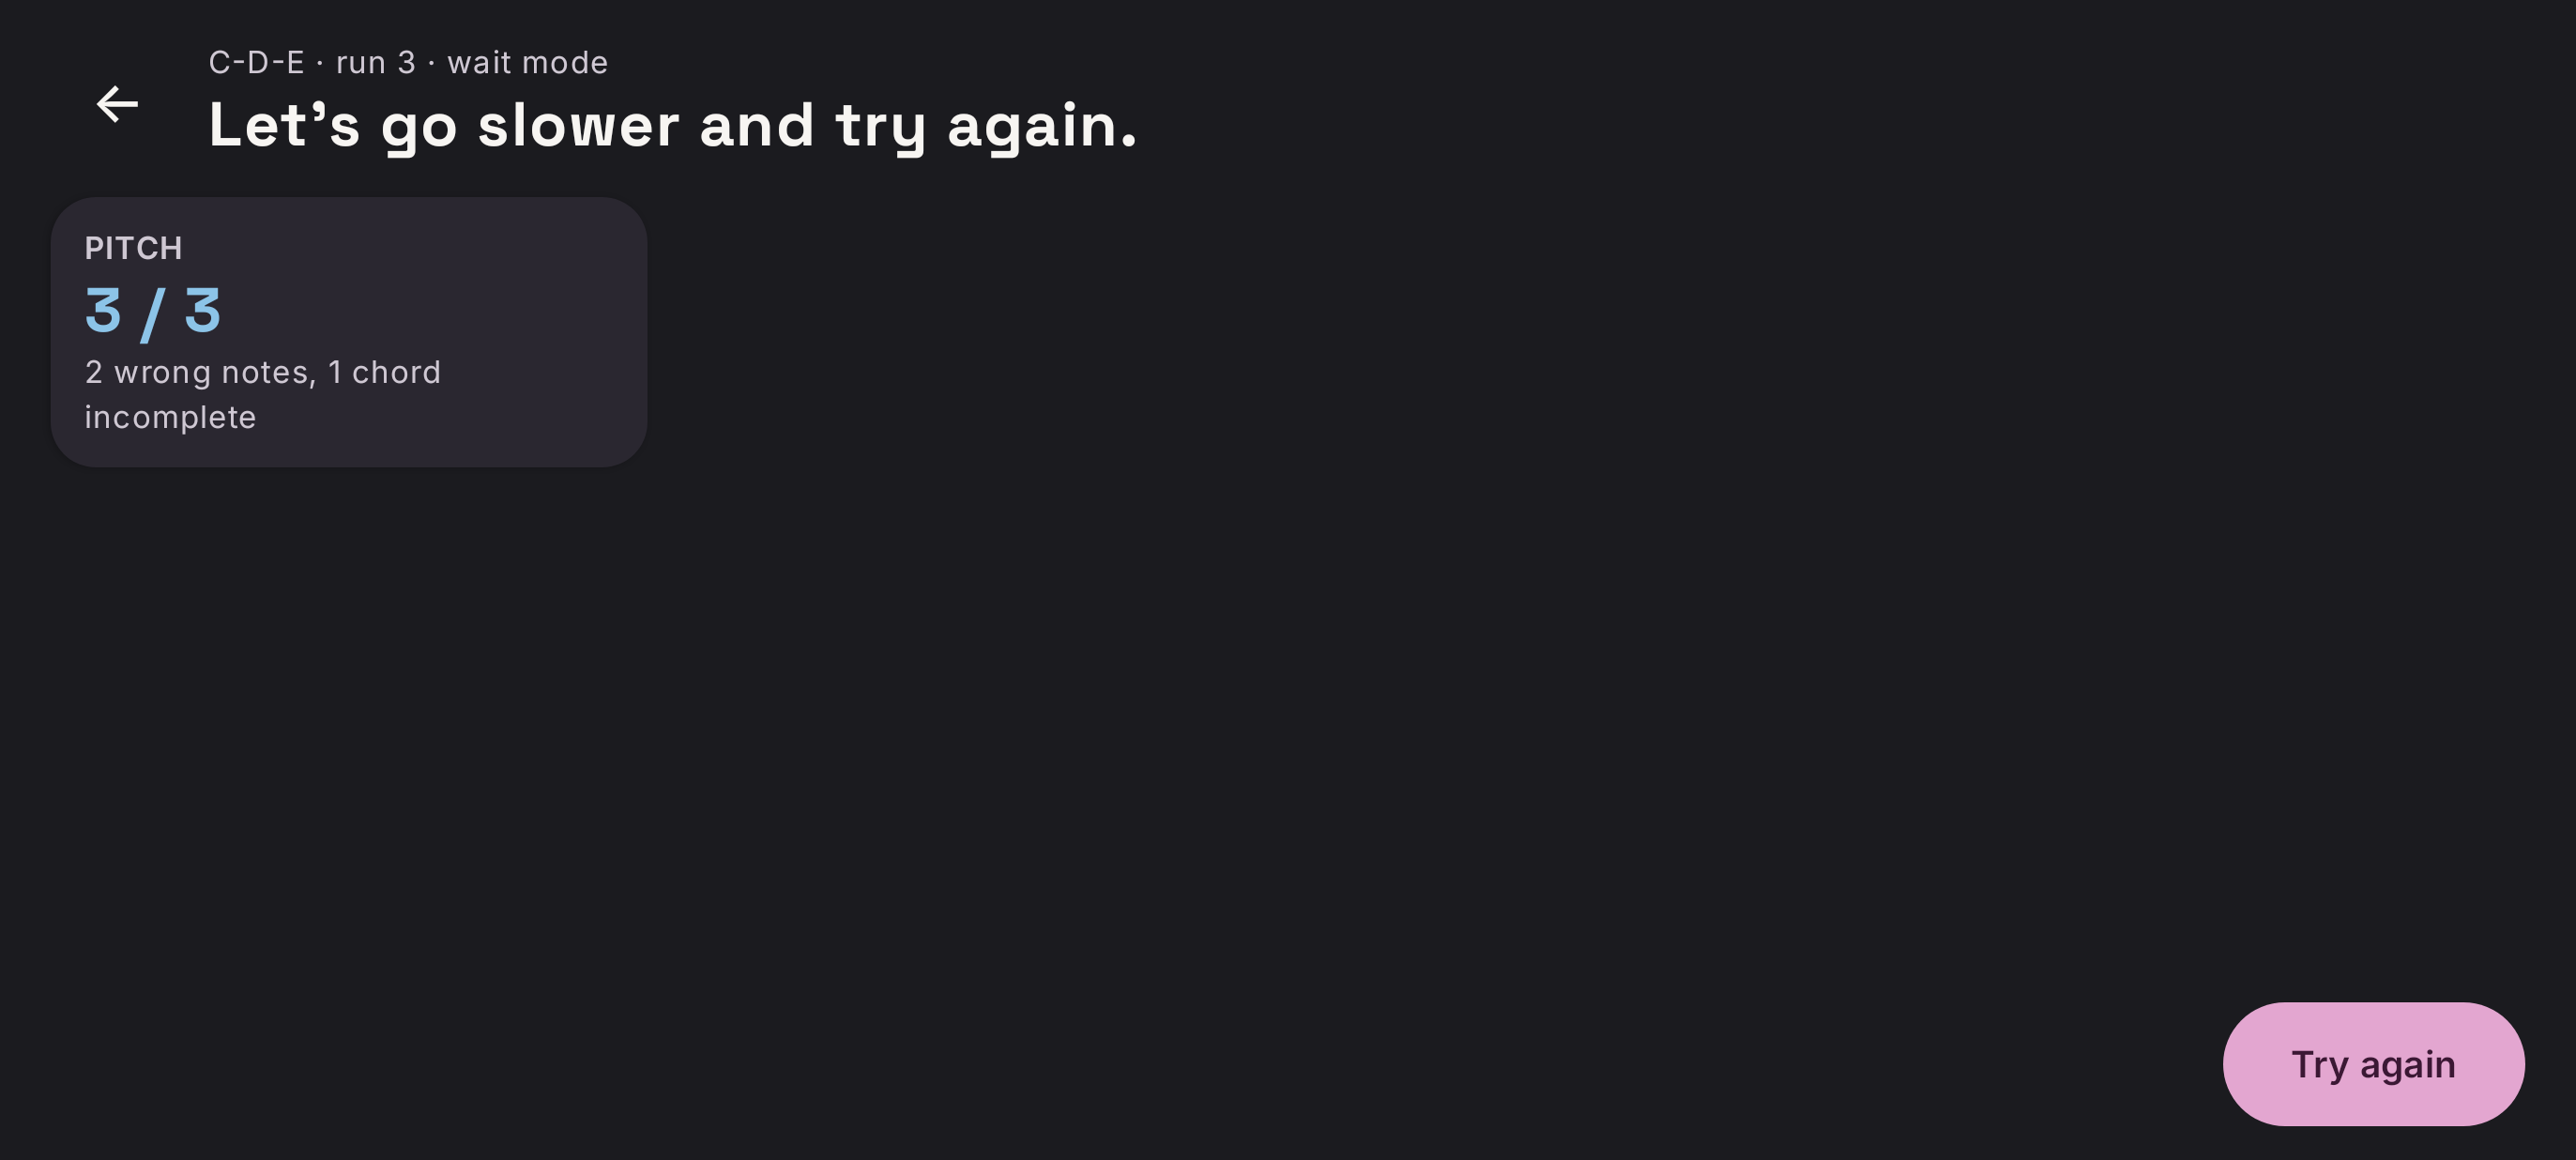 C-D-E · run 3 · wait mode
Let’s go slower and try again.
PITCH
3 / 3
2 wrong notes, 1 chord
incomplete
Try again